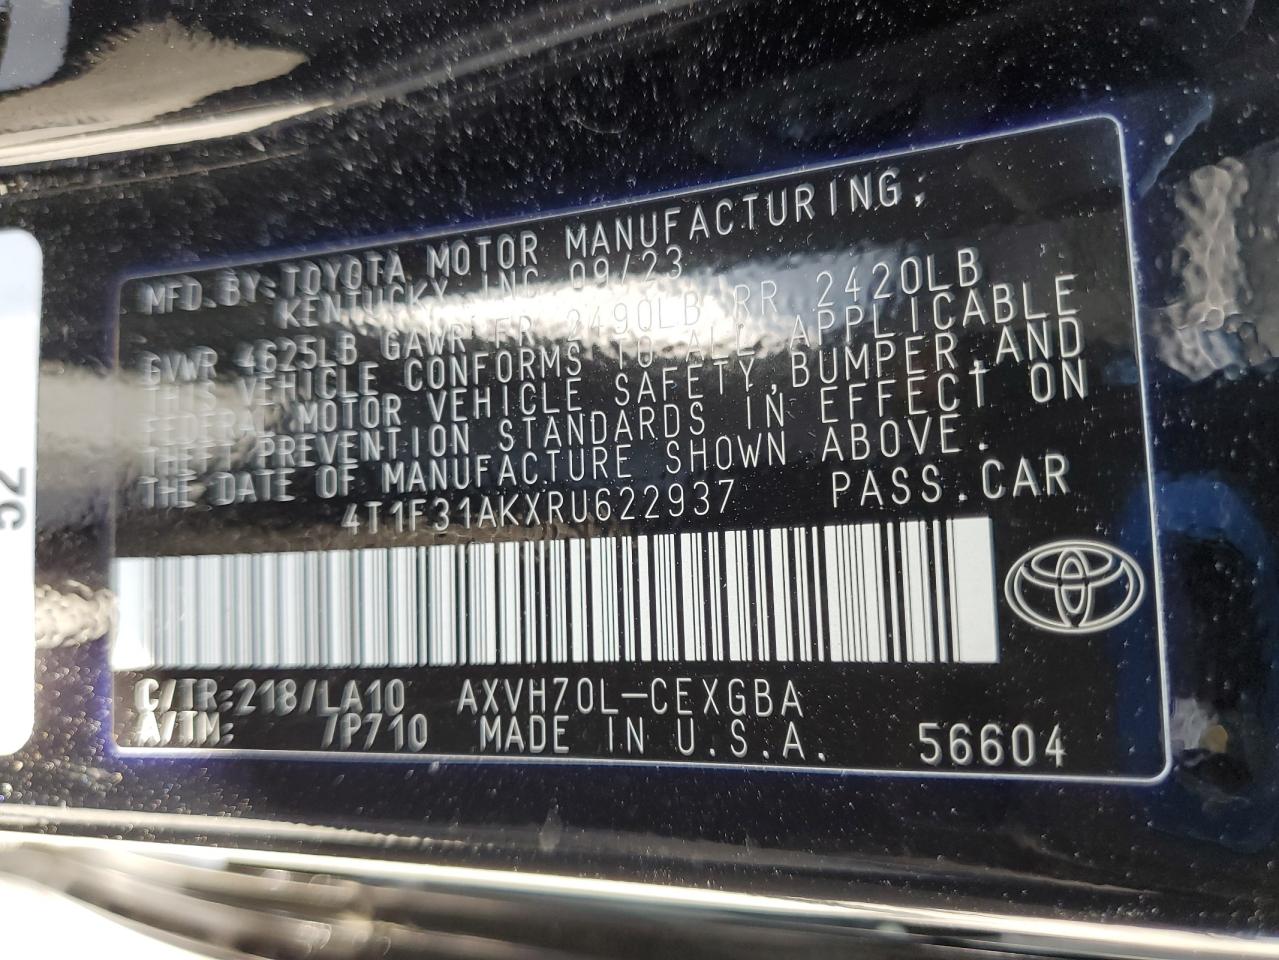 MFD.BY:TOYOTA MOTOR MANUFACTURING,
KENTUCKY, INC 09/23
GVWR 4625LB GAWR FR 2490LB RR 2420LB
THIS VEHICLE CONFORMS TO ALL APPLICABLE
FEDERAL MOTOR VEHICLE SAFETY,BUMPER,AND
THEFT PREVENTION STANDARDS IN EFFECT ON
THE DATE OF MANUFACTURE SHOWN ABOVE.
4T1F31AKXRU622937 PASS.CAR
C/TR:218/LA10 AXVH70L-CEXGBA
A/TM: 7P710 MADE IN U.S.A. 56604
52